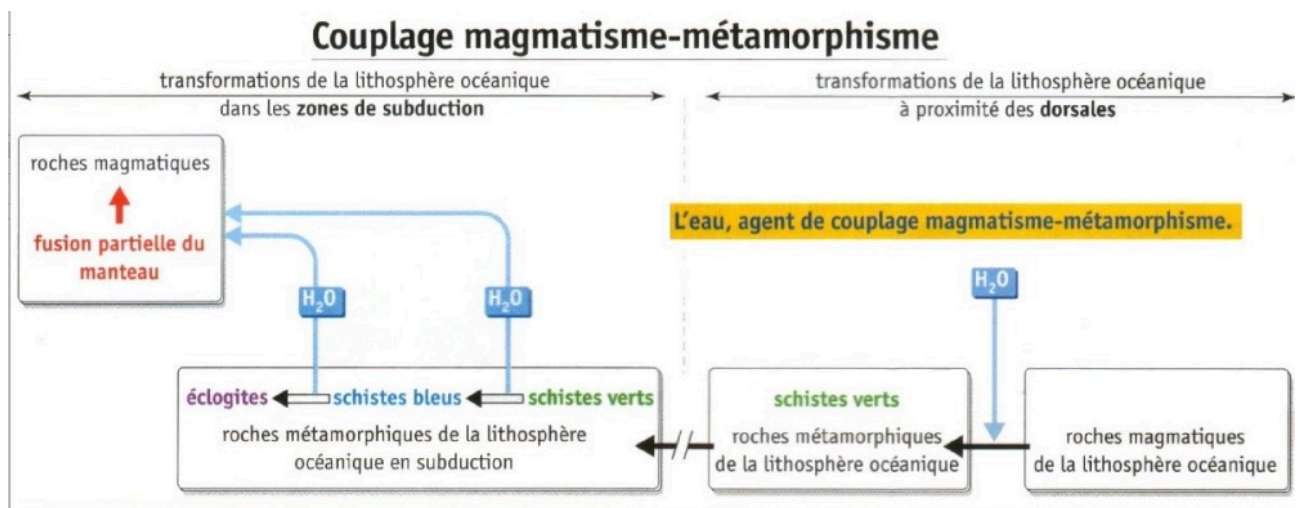 Couplage magmatisme-métamorphisme
transformations de la lithosphère océanique
dans les zones de subduction
transformations de la lithosphère océanique
à proximité des dorsales
roches magmatiques
fusion partielle du
manteau
L'eau, agent de couplage magmatisme-métamorphisme.
H₂O
H₂O
H₂O
éclogites
schistes bleus
schistes verts
roches métamorphiques de la lithosphère
océanique en subduction
schistes verts
roches métamorphiques
de la lithosphère océanique
roches magmatiques
de la lithosphère océanique